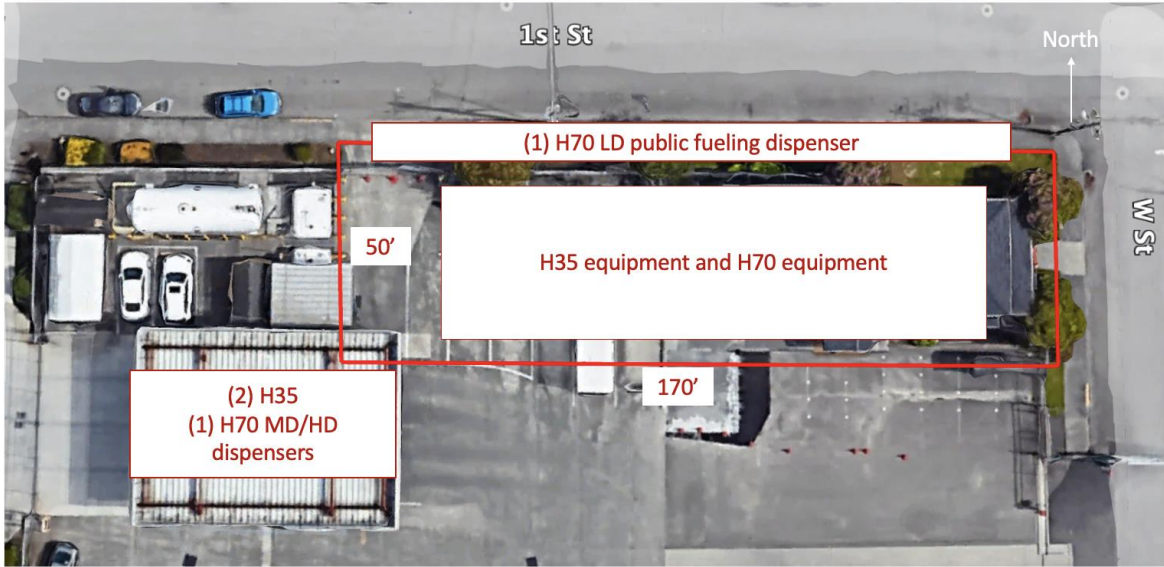 1st St
North
(1) H70 LD public fueling dispenser
W St
50’
H35 equipment and H70 equipment
170’
(2) H35
(1) H70 MD/HD
dispensers